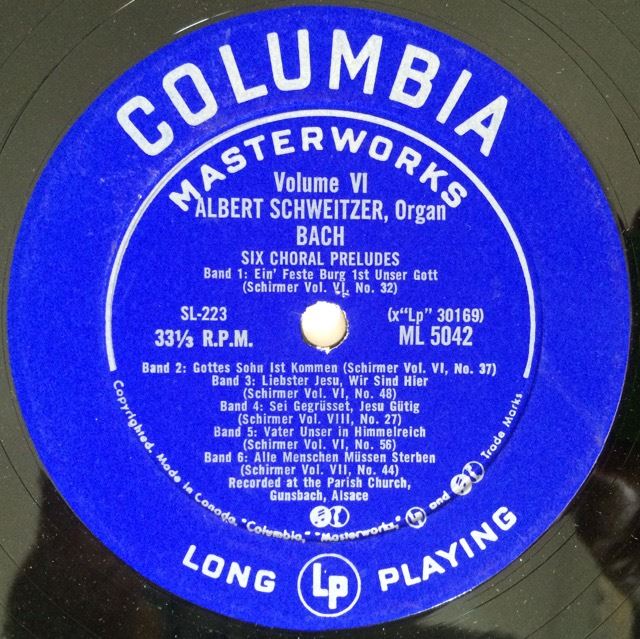 COLUMBIA
MASTERWORKS
Volume VI
ALBERT SCHWEITZER, Organ
BACH
SIX CHORAL PRELUDES
Band 1: Ein' Feste Burg 1st Unser Gott
(Schirmer Vol. VI, No. 32)
SL-223
(x"Lp" 30169)
33⅓ R.P.M.
ML 5042
Band 2: Gottes Sohn Ist Kommen (Schirmer Vol. VI, No. 37)
Band 3: Liebster Jesu, Wir Sind Hier
(Schirmer Vol. VI, No. 48)
Band 4: Sei Gegrüsset, Jesu Gütig
(Schirmer Vol. VIII, No. 27)
Band 5: Vater Unser in Himmelreich
(Schirmer Vol. VI, No. 56)
Band 6: Alle Menschen Müssen Sterben
(Schirmer Vol. VII, No. 44)
Recorded at the Parish Church,
Gunsbach, Alsace
Copyrighted. Made in Canada. "Columbia," "Masterworks," Lp and Trade Marks
LONG Lp PLAYING